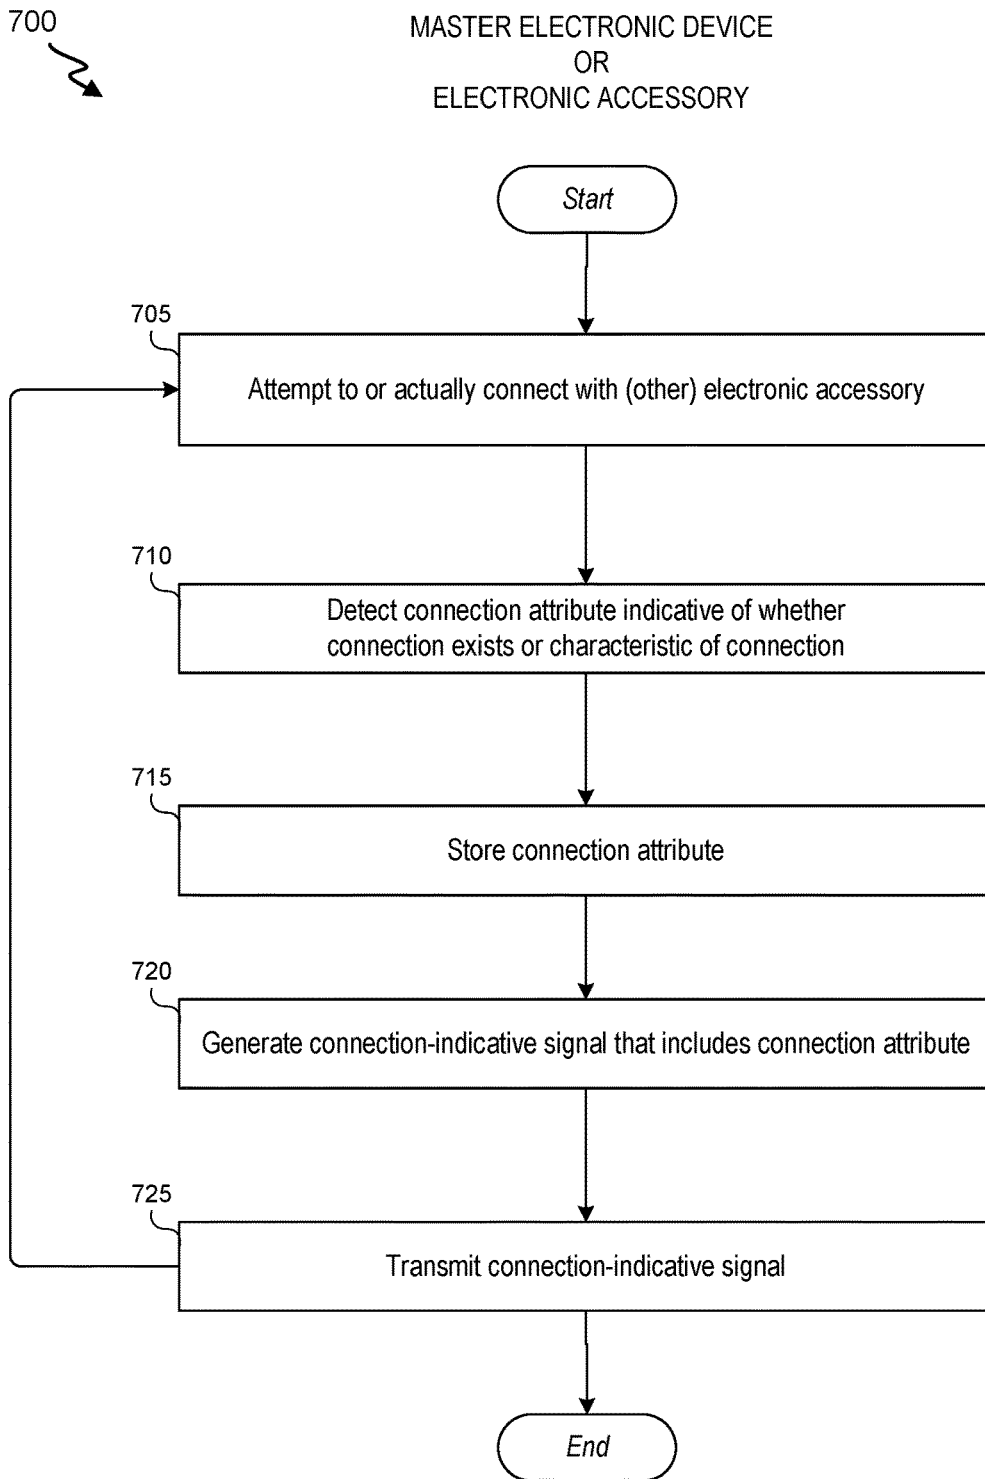 700
MASTER ELECTRONIC DEVICE
OR
ELECTRONIC ACCESSORY
Start
705
Attempt to or actually connect with (other) electronic accessory
710
Detect connection attribute indicative of whether
connection exists or characteristic of connection
715
Store connection attribute
720
Generate connection-indicative signal that includes connection attribute
725
Transmit connection-indicative signal
End